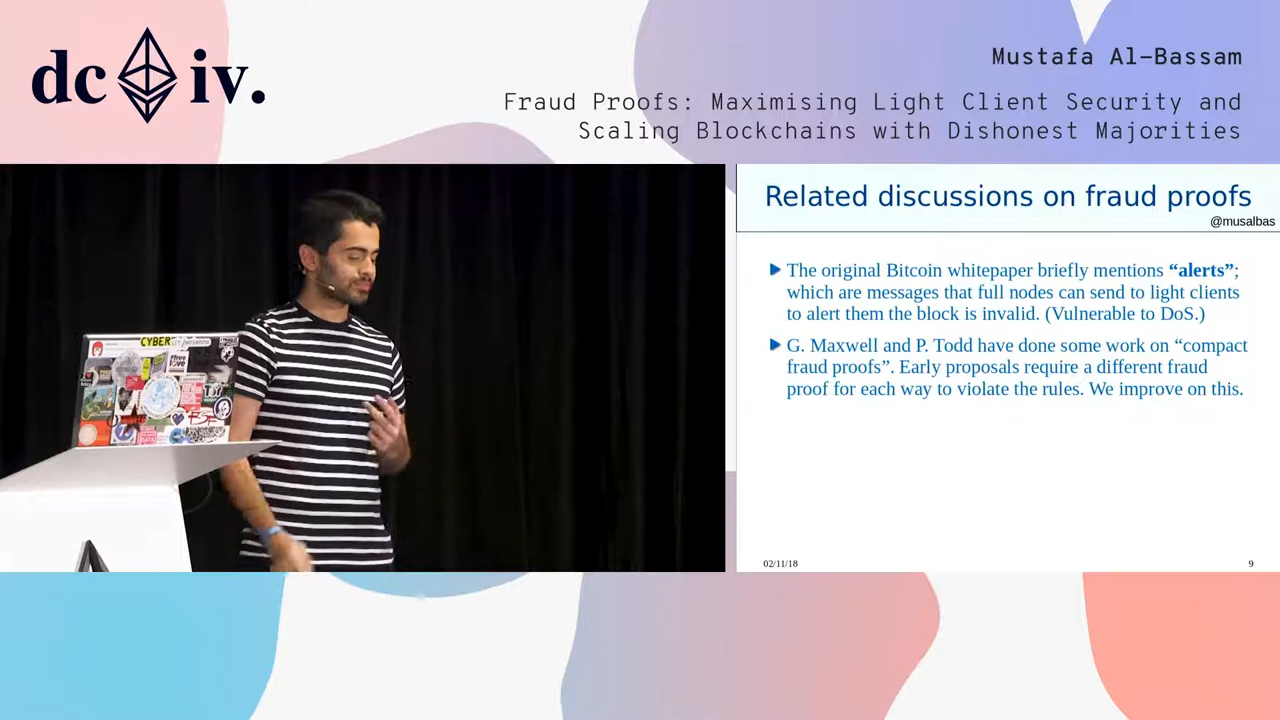 dc iv.
Mustafa Al-Bassam
Fraud Proofs: Maximising Light Client Security and
Scaling Blockchains with Dishonest Majorities
Related discussions on fraud proofs
@musalbas
The original Bitcoin whitepaper briefly mentions “alerts”;
which are messages that full nodes can send to light clients
to alert them the block is invalid. (Vulnerable to DoS.)
G. Maxwell and P. Todd have done some work on “compact
fraud proofs”. Early proposals require a different fraud
proof for each way to violate the rules. We improve on this.
02/11/18
9
CYBER